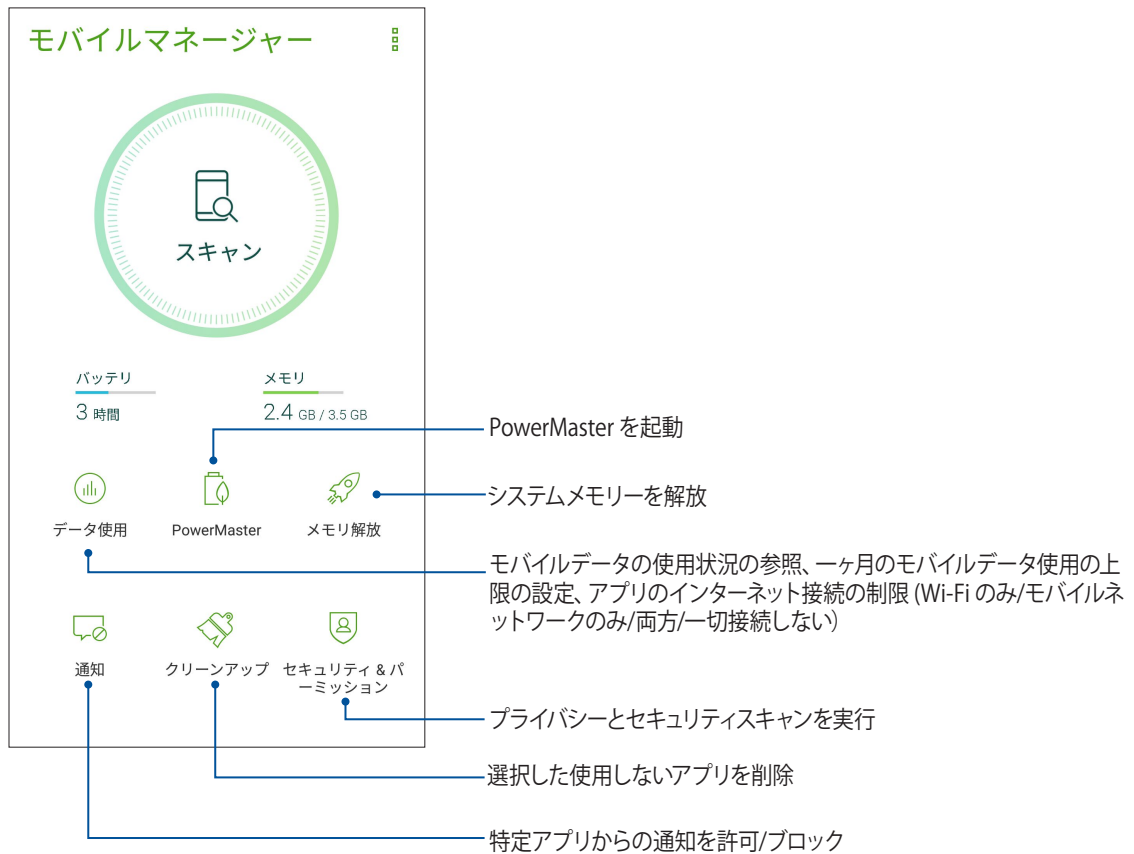 モバイルマネージャー
スキャン
バッテリ
メモリ
3 時間
2.4 GB / 3.5 GB
PowerMaster を起動
システムメモリーを解放
データ使用
PowerMaster
メモリ解放
モバイルデータの使用状況の参照、一ヶ月のモバイルデータ使用の上
限の設定、アプリのインターネット接続の制限 (Wi-Fi のみ/モバイルネ
ットワークのみ/両方/一切接続しない)
通知
クリーンアップ
セキュリティ & パ
ーミッション
プライバシーとセキュリティスキャンを実行
選択した使用しないアプリを削除
特定アプリからの通知を許可/ブロック